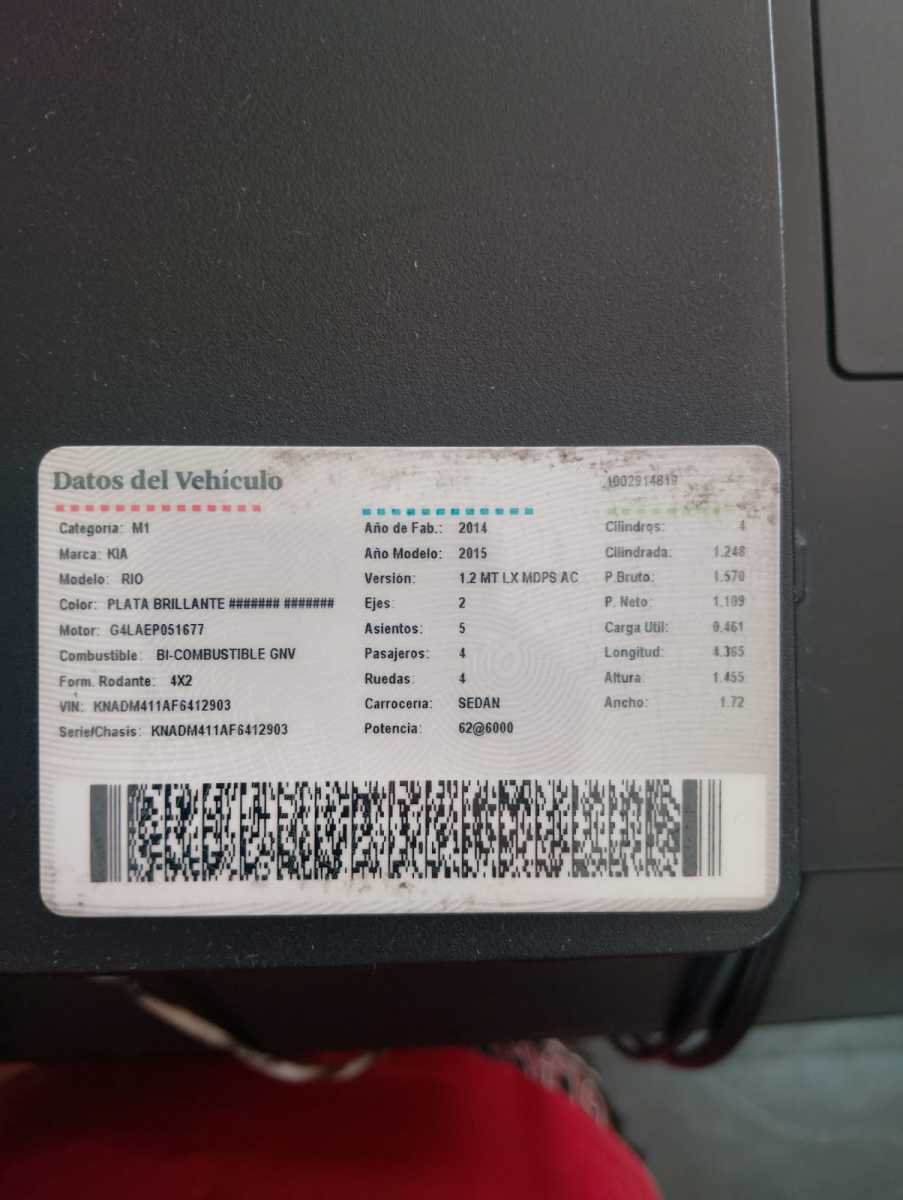 Datos del Vehículo
1002914819
Categoría: M1
Marca: KIA
Modelo: RIO
Color: PLATA BRILLANTE ####### #######
Motor: G4LAEP051677
Combustible: BI-COMBUSTIBLE GNV
Form. Rodante: 4X2
VIN: KNADM411AF6412903
Serie/Chasis: KNADM411AF6412903
Año de Fab.: 2014
Año Modelo: 2015
Versión: 1.2 MT LX MDPS AC
Ejes: 2
Asientos: 5
Pasajeros: 4
Ruedas: 4
Carrocería: SEDAN
Potencia: 62@6000
Cilindros: 4
Cilindrada: 1.248
P.Bruto: 1.570
P. Neto: 1.109
Carga Util: 0.461
Longitud: 4.365
Altura: 1.455
Ancho: 1.72